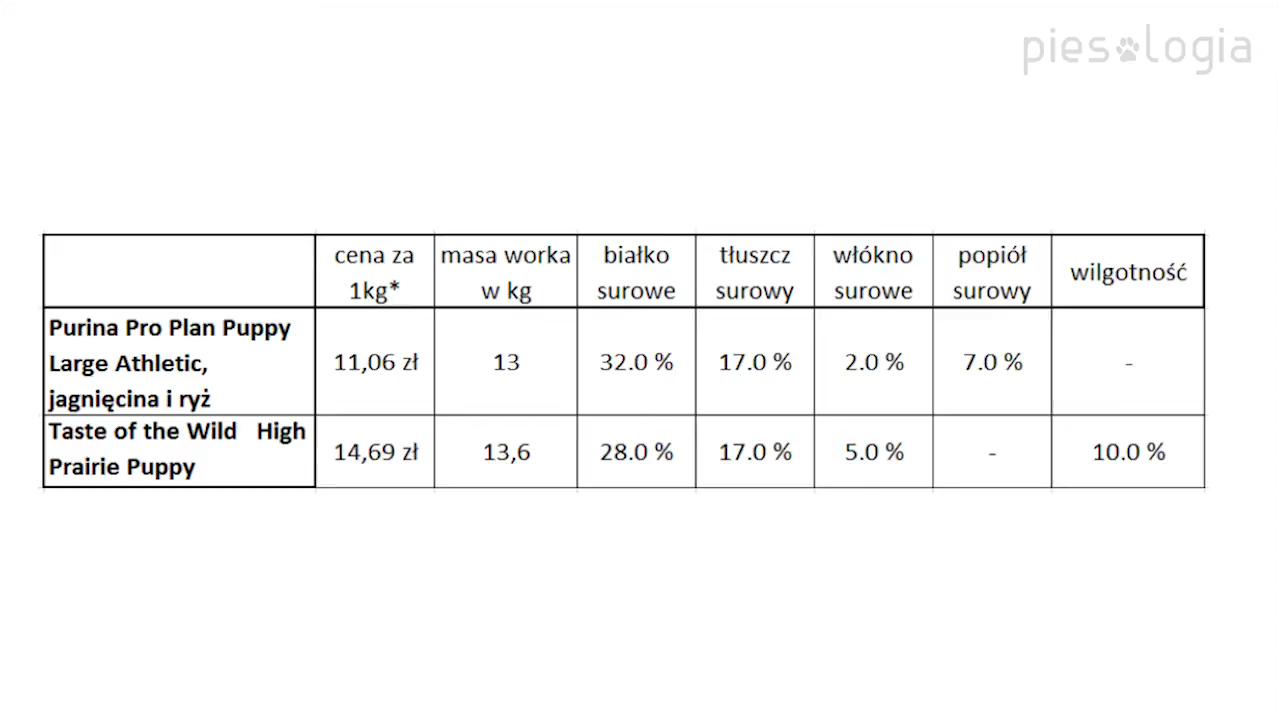 pies logia
cena za 1kg* masa worka w kg białko surowe tłuszcz surowy włókno surowe popiół surowy wilgotność
Purina Pro Plan Puppy Large Athletic, jagnięcina i ryż 11,06 zł 13 32.0 % 17.0 % 2.0 % 7.0 % -
Taste of the Wild High Prairie Puppy 14,69 zł 13,6 28.0 % 17.0 % 5.0 % - 10.0 %